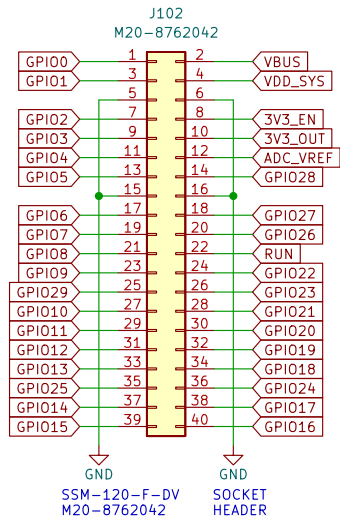 J102
M20-8762042
GPIO0 1 2 VBUS
GPIO1 3 4 VDD_SYS
5 6
GPIO2 7 8 3V3_EN
GPIO3 9 10 3V3_OUT
GPIO4 11 12 ADC_VREF
GPIO5 13 14 GPIO28
15 16
GPIO6 17 18 GPIO27
GPIO7 19 20 GPIO26
GPIO8 21 22 RUN
GPIO9 23 24 GPIO22
GPIO29 25 26 GPIO23
GPIO10 27 28 GPIO21
GPIO11 29 30 GPIO20
GPIO12 31 32 GPIO19
GPIO13 33 34 GPIO18
GPIO25 35 36 GPIO24
GPIO14 37 38 GPIO17
GPIO15 39 40 GPIO16
GND GND
SSM-120-F-DV SOCKET
M20-8762042 HEADER